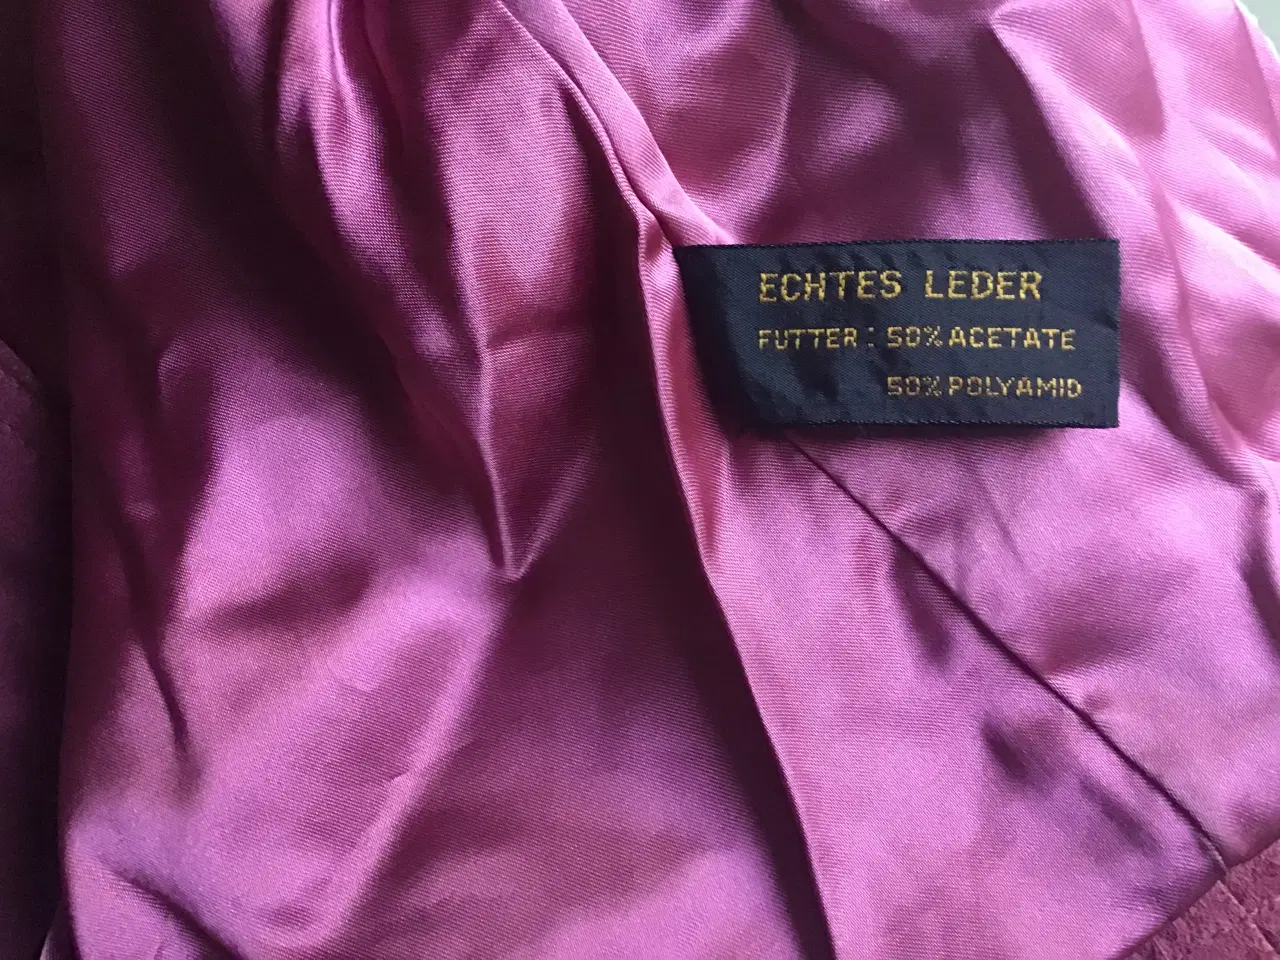 ECHTES LEDER
FUTTER : 50% ACETATE
50% POLYAMID